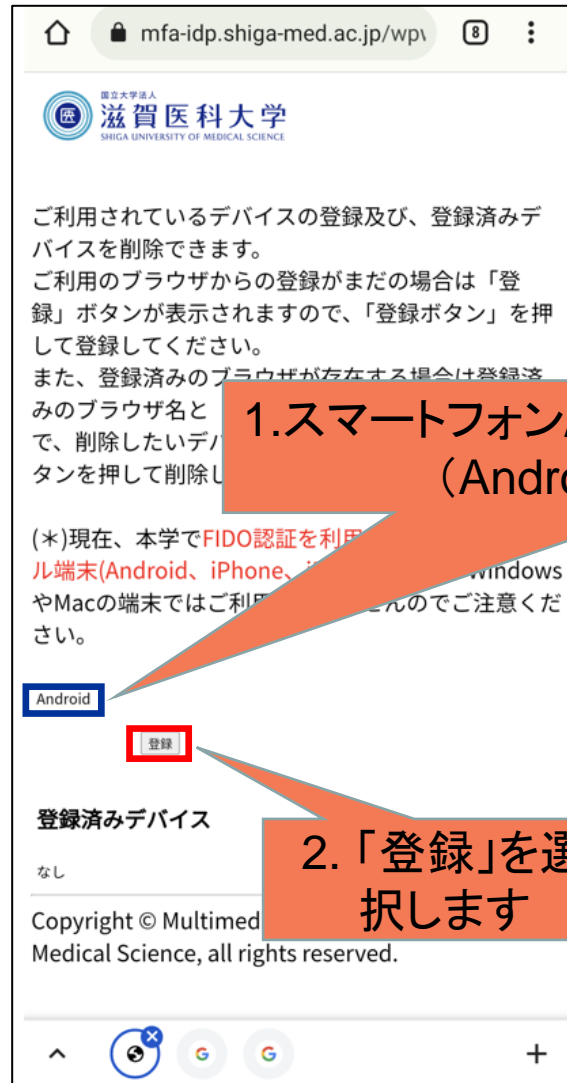 mfa-idp.shiga-med.ac.jp/wpv
8
国立大学法人
医
滋賀医科大学
SHIGA UNIVERSITY OF MEDICAL SCIENCE
ご利用されているデバイスの登録及び、登録済みデ
バイスを削除できます。
ご利用のブラウザからの登録がまだの場合は「登
録」ボタンが表示されますので、「登録ボタン」を押
して登録してください。
また、登録済みのブラウザが存在する場合は登録済
みのブラウザ名と
で、削除したいデバ
タンを押して削除し
1.スマートフォン
(Andro
(*)現在、本学でFIDO認証を利用
ル端末(Android、iPhone、 Windows
やMacの端末ではご利用 せんのでご注意くだ
さい。
Android
登録
登録済みデバイス
なし
2.「登録」を選
択します
Copyright © Multimed
Medical Science, all rights reserved.
G
G